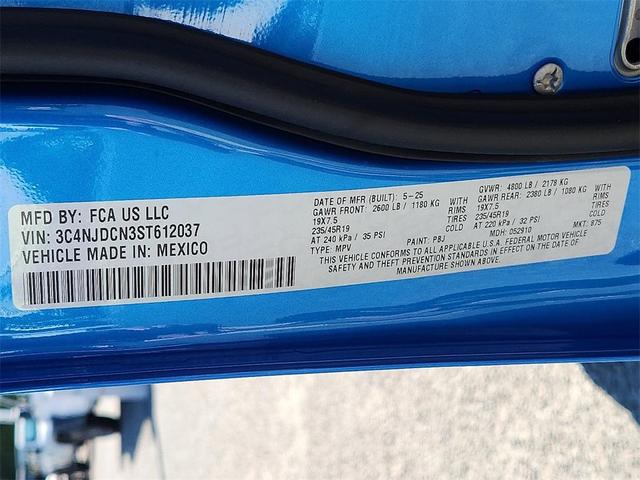 MFD BY: FCA US LLC
VIN: 3C4NJDCN3ST612037
VEHICLE MADE IN: MEXICO
DATE OF MFR (BUILT): 5-25
GAWR FRONT: 2600 LB / 1180 KG WITH
19X7.5 RIMS
235/45R19 TIRES
AT 240 kPa / 35 PSI COLD
GVWR: 4800 LB / 2178 KG
GAWR REAR: 2380 LB / 1080 KG WITH
19X7.5 RIMS
235/45R19 TIRES
AT 220 kPa / 32 PSI COLD
TYPE: MPV PAINT: PBJ MDH: 052910 MKT: 875
THIS VEHICLE CONFORMS TO ALL APPLICABLE U.S.A. FEDERAL MOTOR VEHICLE
SAFETY AND THEFT PREVENTION STANDARDS IN EFFECT ON THE DATE OF
MANUFACTURE SHOWN ABOVE.